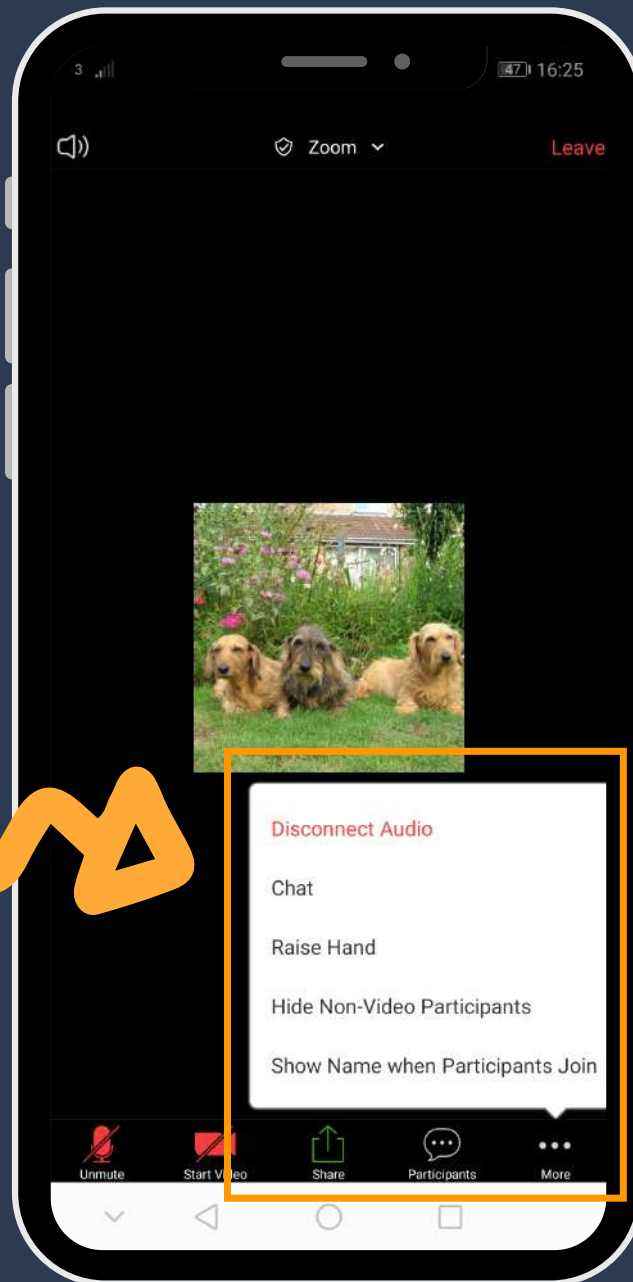 3 47 16:25
Zoom Leave
Disconnect Audio
Chat
Raise Hand
Hide Non-Video Participants
Show Name when Participants Join
Unmute Start Video Share Participants More